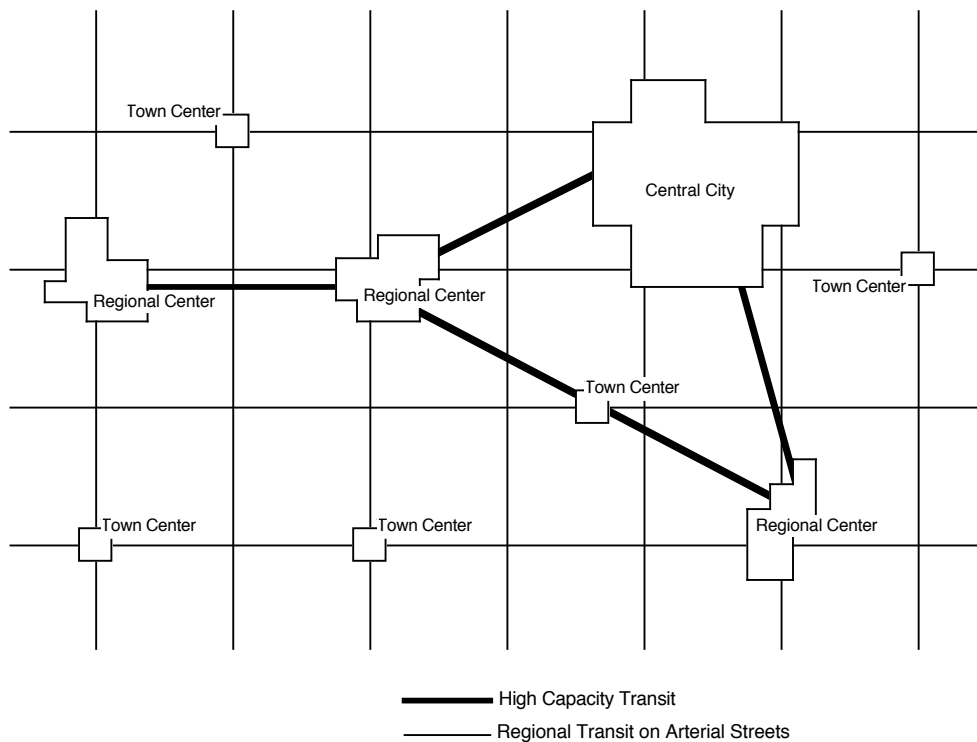 Town Center
Central City
Town Center
Regional Center
Regional Center
Town Center
Town Center
Town Center
Regional Center
High Capacity Transit
Regional Transit on Arterial Streets